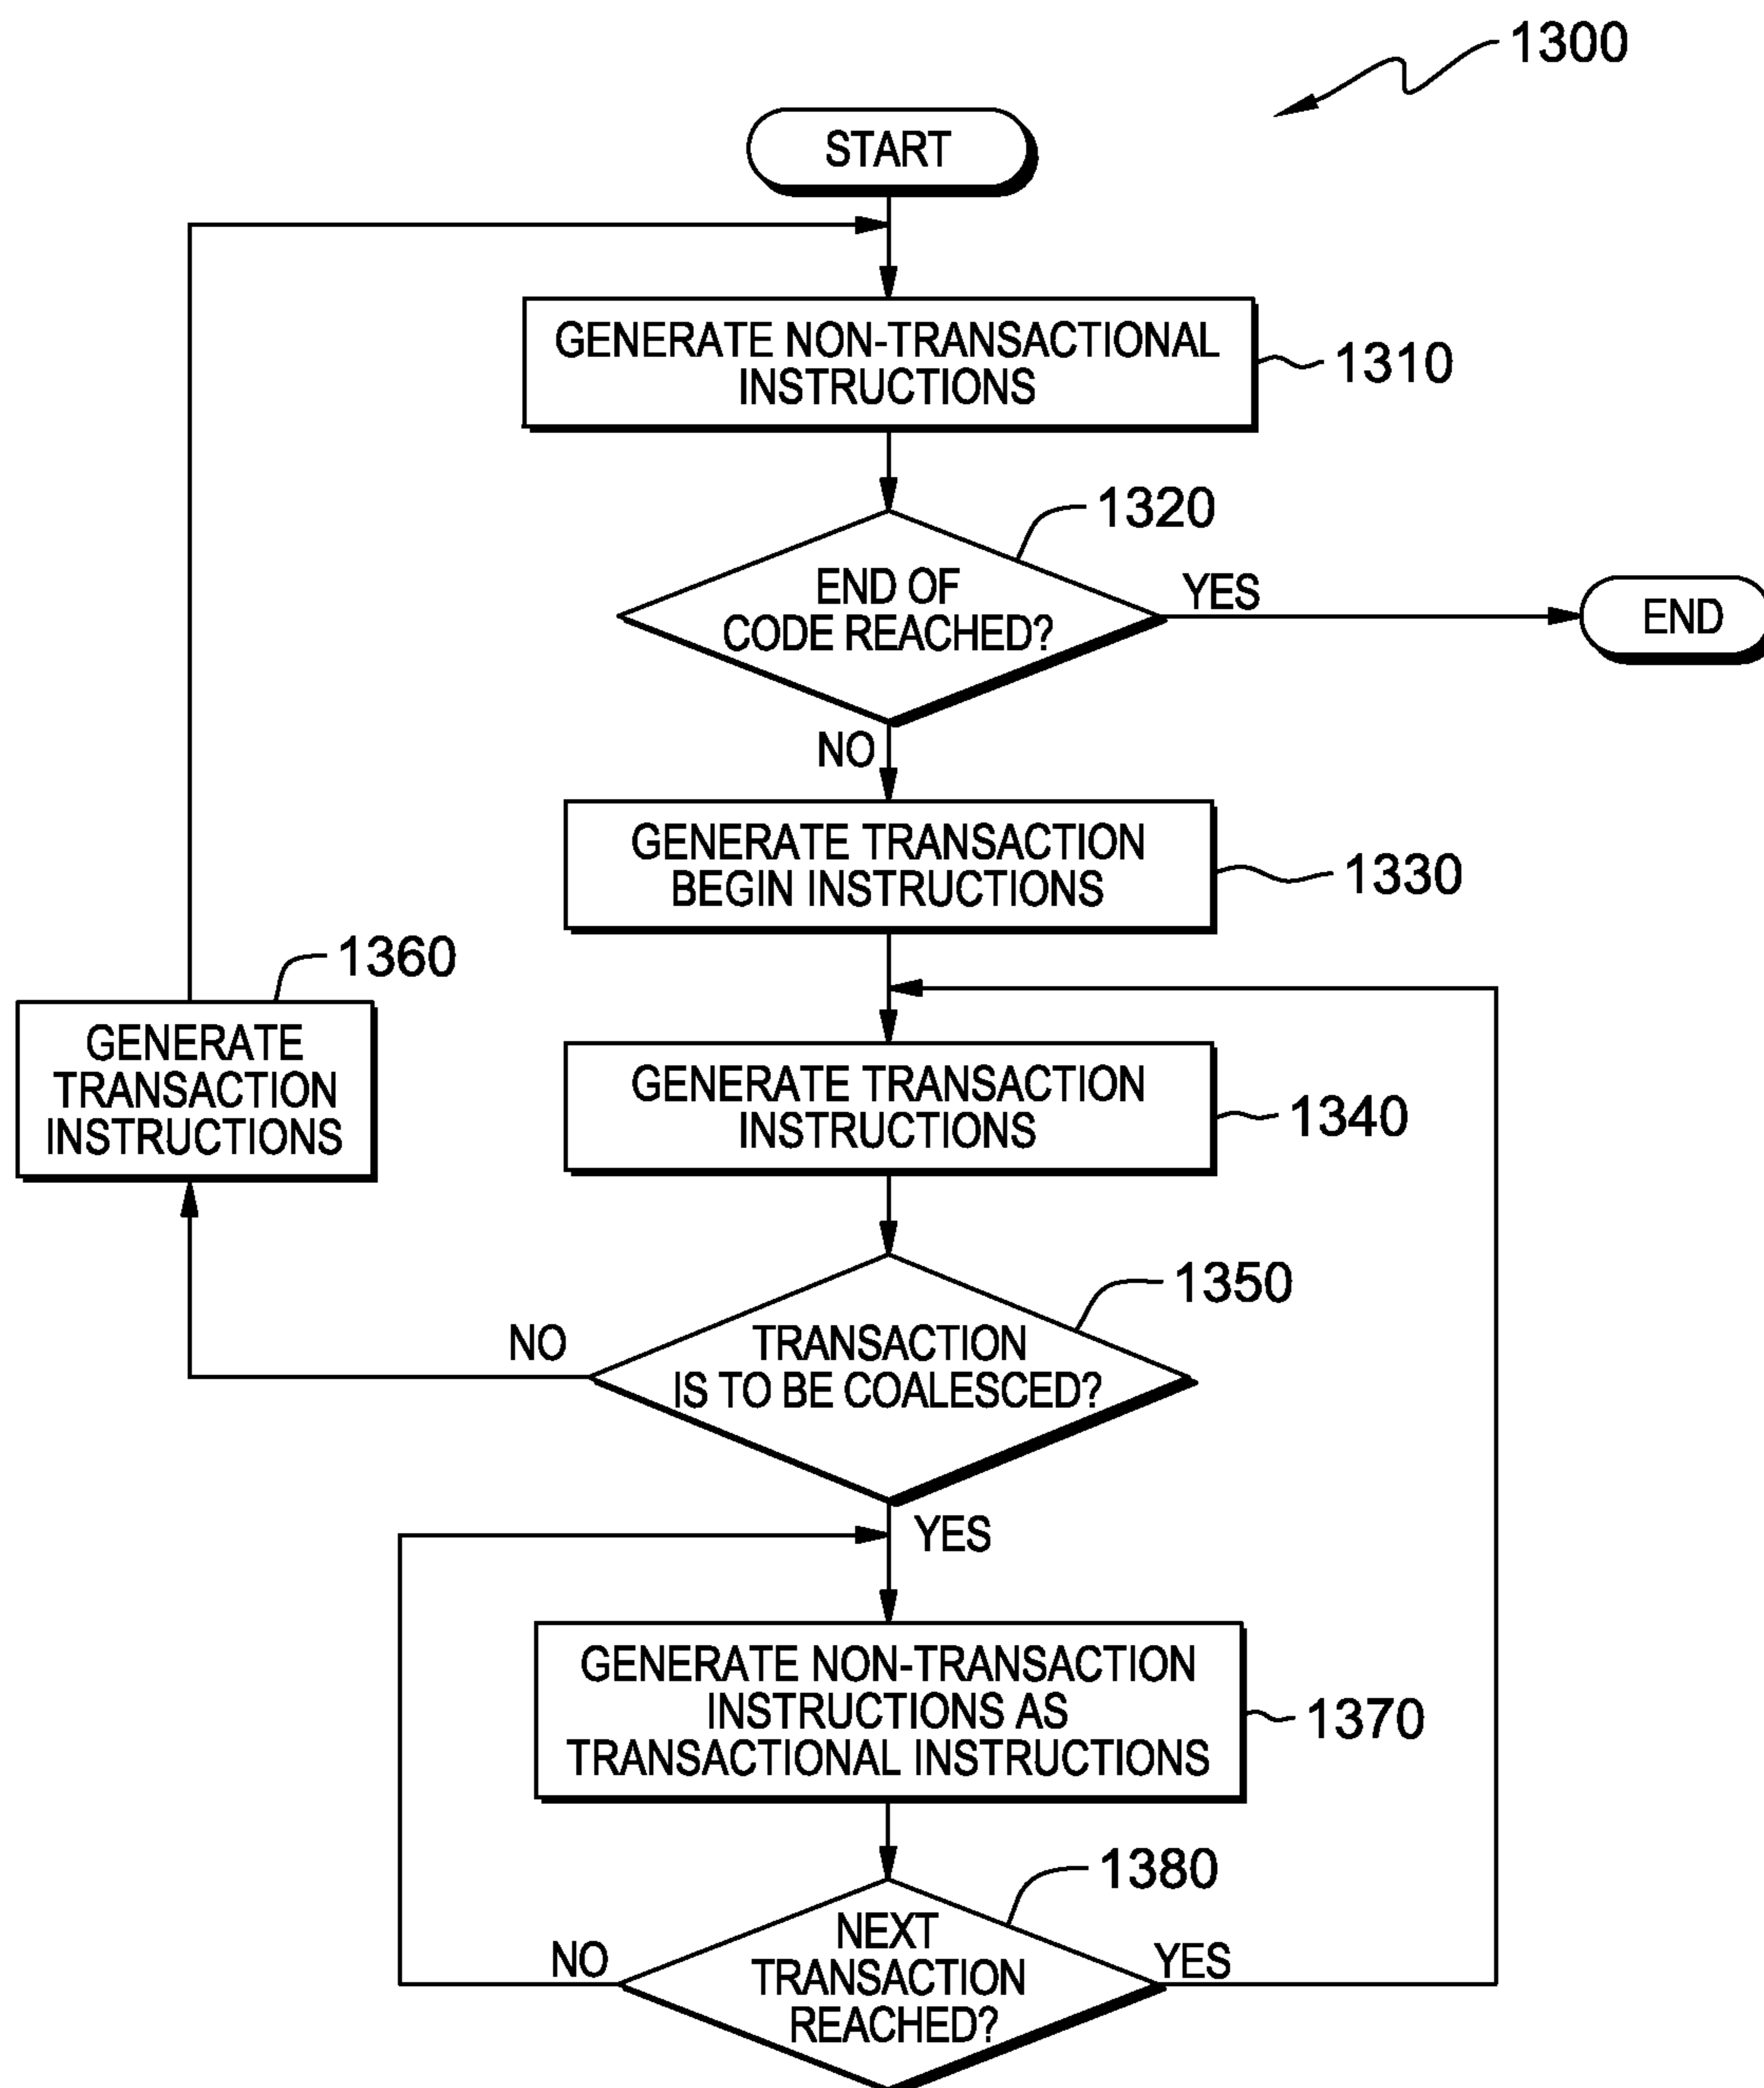 1300
START
GENERATE NON-TRANSACTIONAL
INSTRUCTIONS
1310
1320
END OF
CODE REACHED?
YES
END
NO
GENERATE TRANSACTION
BEGIN INSTRUCTIONS
1330
1360
GENERATE
TRANSACTION
INSTRUCTIONS
GENERATE TRANSACTION
INSTRUCTIONS
1340
1350
NO
TRANSACTION
IS TO BE COALESCED?
YES
GENERATE NON-TRANSACTION
INSTRUCTIONS AS
TRANSACTIONAL INSTRUCTIONS
1370
1380
NO
NEXT
TRANSACTION
REACHED?
YES